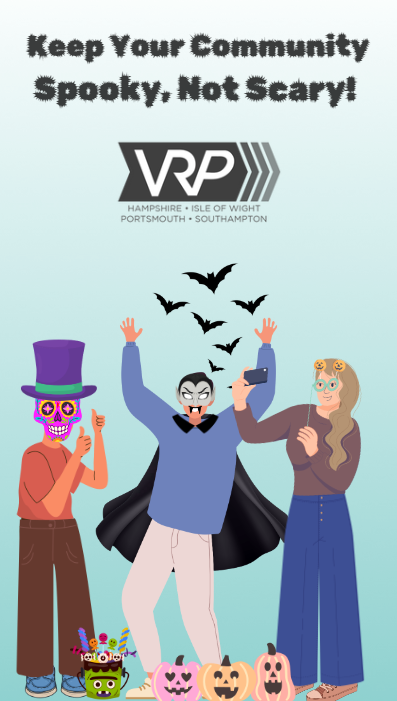 Keep Your Community
Spooky, Not Scary!
VRP
HAMPSHIRE • ISLE OF WIGHT
PORTSMOUTH • SOUTHAMPTON